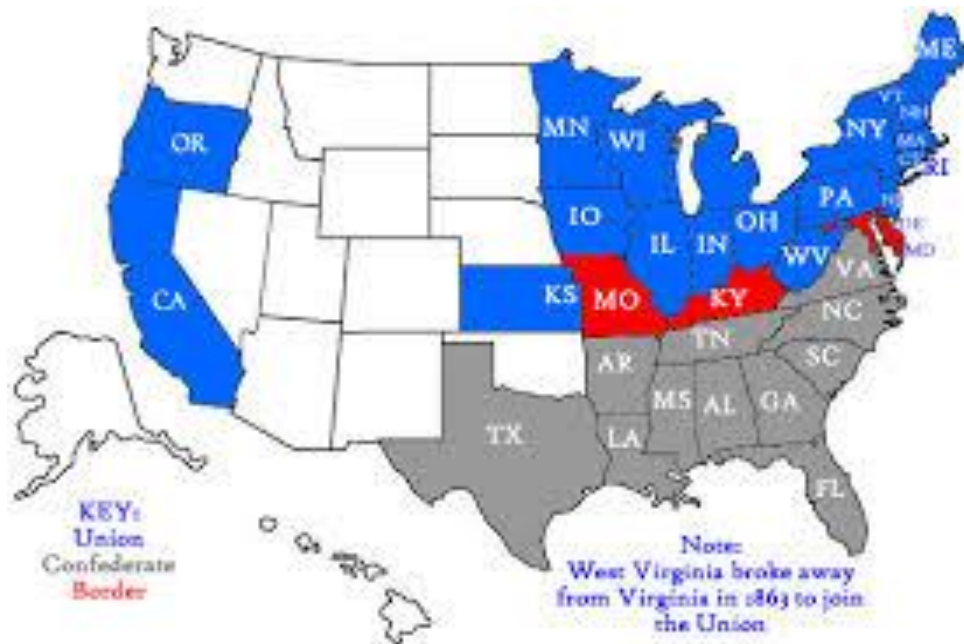 ME
VT
NH
OR
MN
WI
NY
MA
CT
RI
IO
PA
NJ
IL
IN
OH
DE
WV
MD
CA
KS
MO
KY
VA
NC
TN
AR
SC
MS
AL
GA
TX
LA
FL
KEY:
Union
Confederate
Border
Note:
West Virginia broke away
from Virginia in 1863 to join
the Union